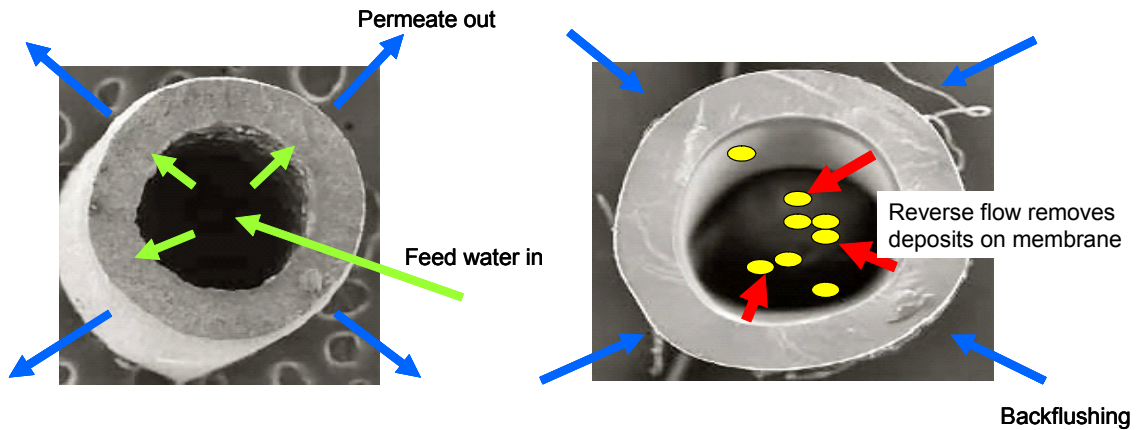 Permeate out
Feed water in
Reverse flow removes
deposits on membrane
Backflushing